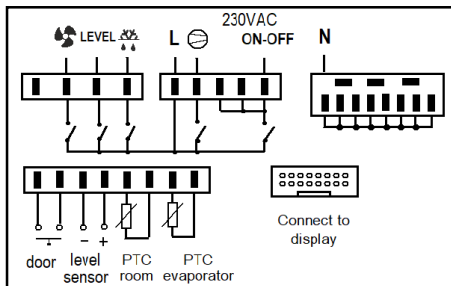 230VAC
LEVEL L ON-OFF N
Connect to
display
door level PTC PTC
sensor room evaporator
- +